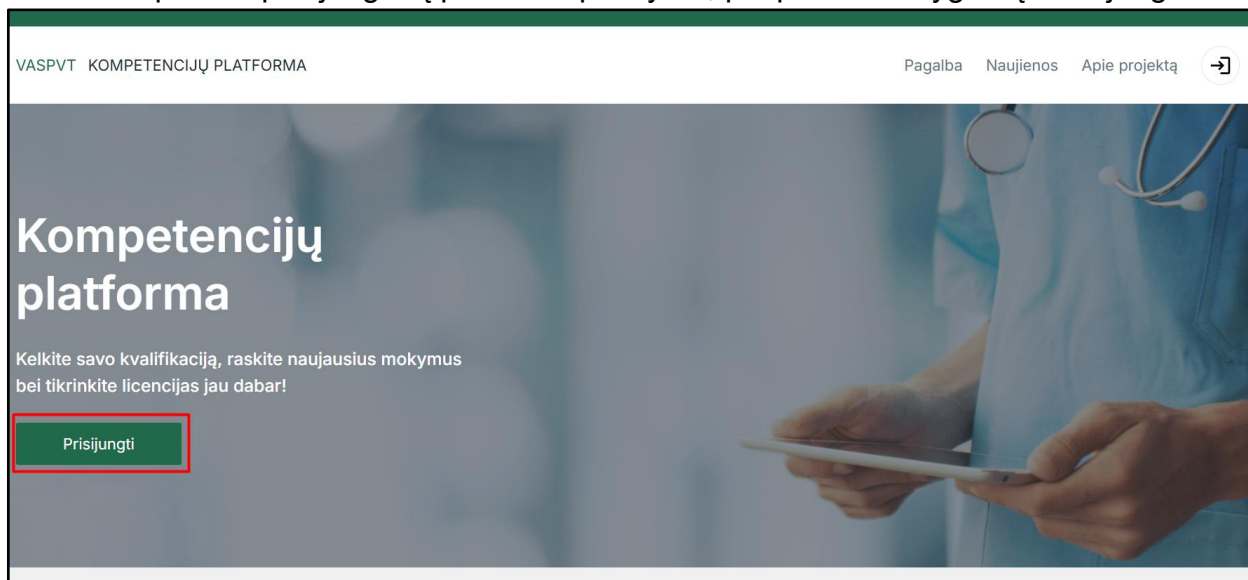 VASPVT KOMPETENCIJŲ PLATFORMA
Pagalba Naujienos Apie projektą
Kompetencijų
platforma
Kelkite savo kvalifikaciją, raskite naujausius mokymus
bei tikrinkite licencijas jau dabar!
Prisijungti